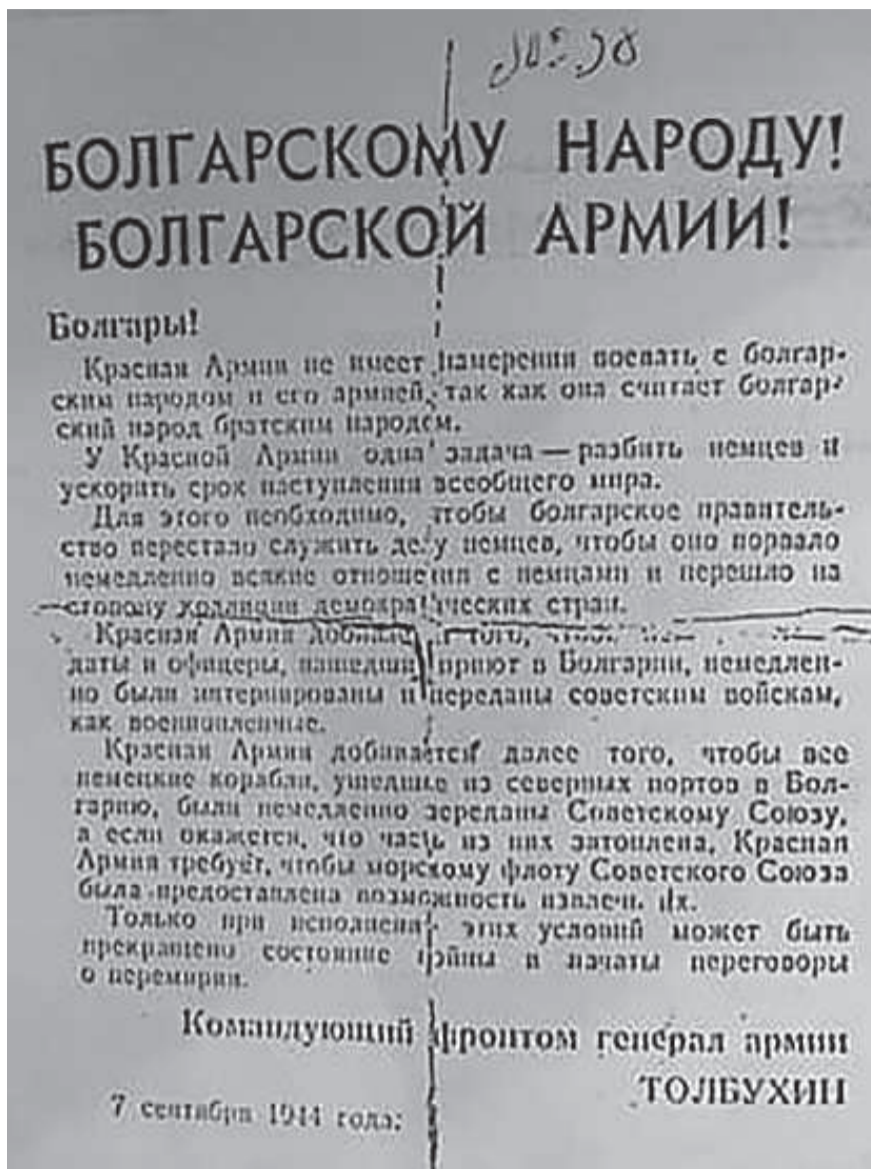 БОЛГАРСКОМУ НАРОДУ!
БОЛГАРСКОЙ АРМИИ!
Болгары!
Красная Армия не имеет намерения воевать с болгар-
ским народом и его армией, так как она считает болгар-
ский народ братским народом.
У Красной Армии одна задача — разбить немцев и
ускорить срок наступления всеобщего мира.
Для этого необходимо, чтобы болгарское правитель-
ство перестало служить делу немцев, чтобы оно порвало
немедленно всякие отношения с немцами и перешло на
сторону коалиции демократических стран.
Красная Армия того,
даты и офицеры, нашедшие приют в Болгарии, немедлен-
но были интернированы и переданы советским войскам,
как военнопленные.
Красная Армия добивается далее того, чтобы все
немецкие корабли, ушедшие из северных портов в Бол-
гарию, были немедленно переданы Советскому Союзу,
а если окажется, что часть из них затоплена, Красная
Армия требует, чтобы морскому флоту Советского Союза
была предоставлена возможность извлечь их.
Только при исполнении этих условий может быть
прекращено состояние войны и начаты переговоры
о перемирии.
Командующий фронтом генерал армии
ТОЛБУХИН
7 сентября 1944 года.